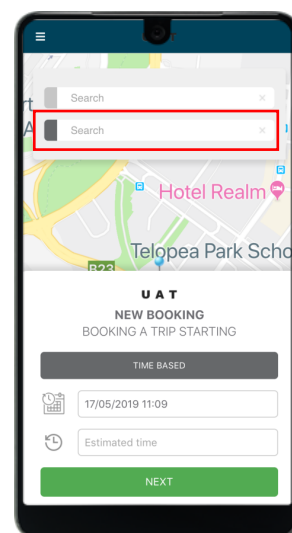 Search ×
rt
Search ×
A
Hotel Realm
Telopea Park Scho
B23
U A T
NEW BOOKING
BOOKING A TRIP STARTING
TIME BASED
17/05/2019 11:09
Estimated time
NEXT